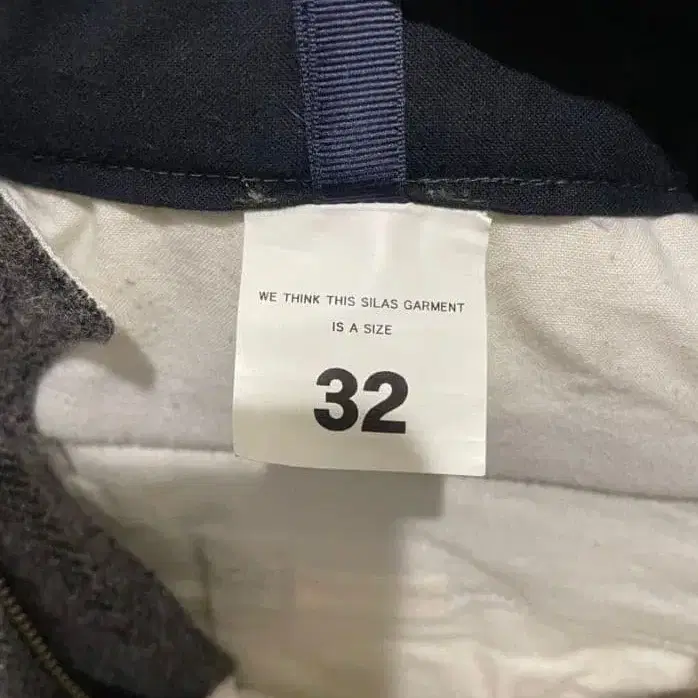 WE THINK THIS SILAS GARMENT
IS A SIZE
32